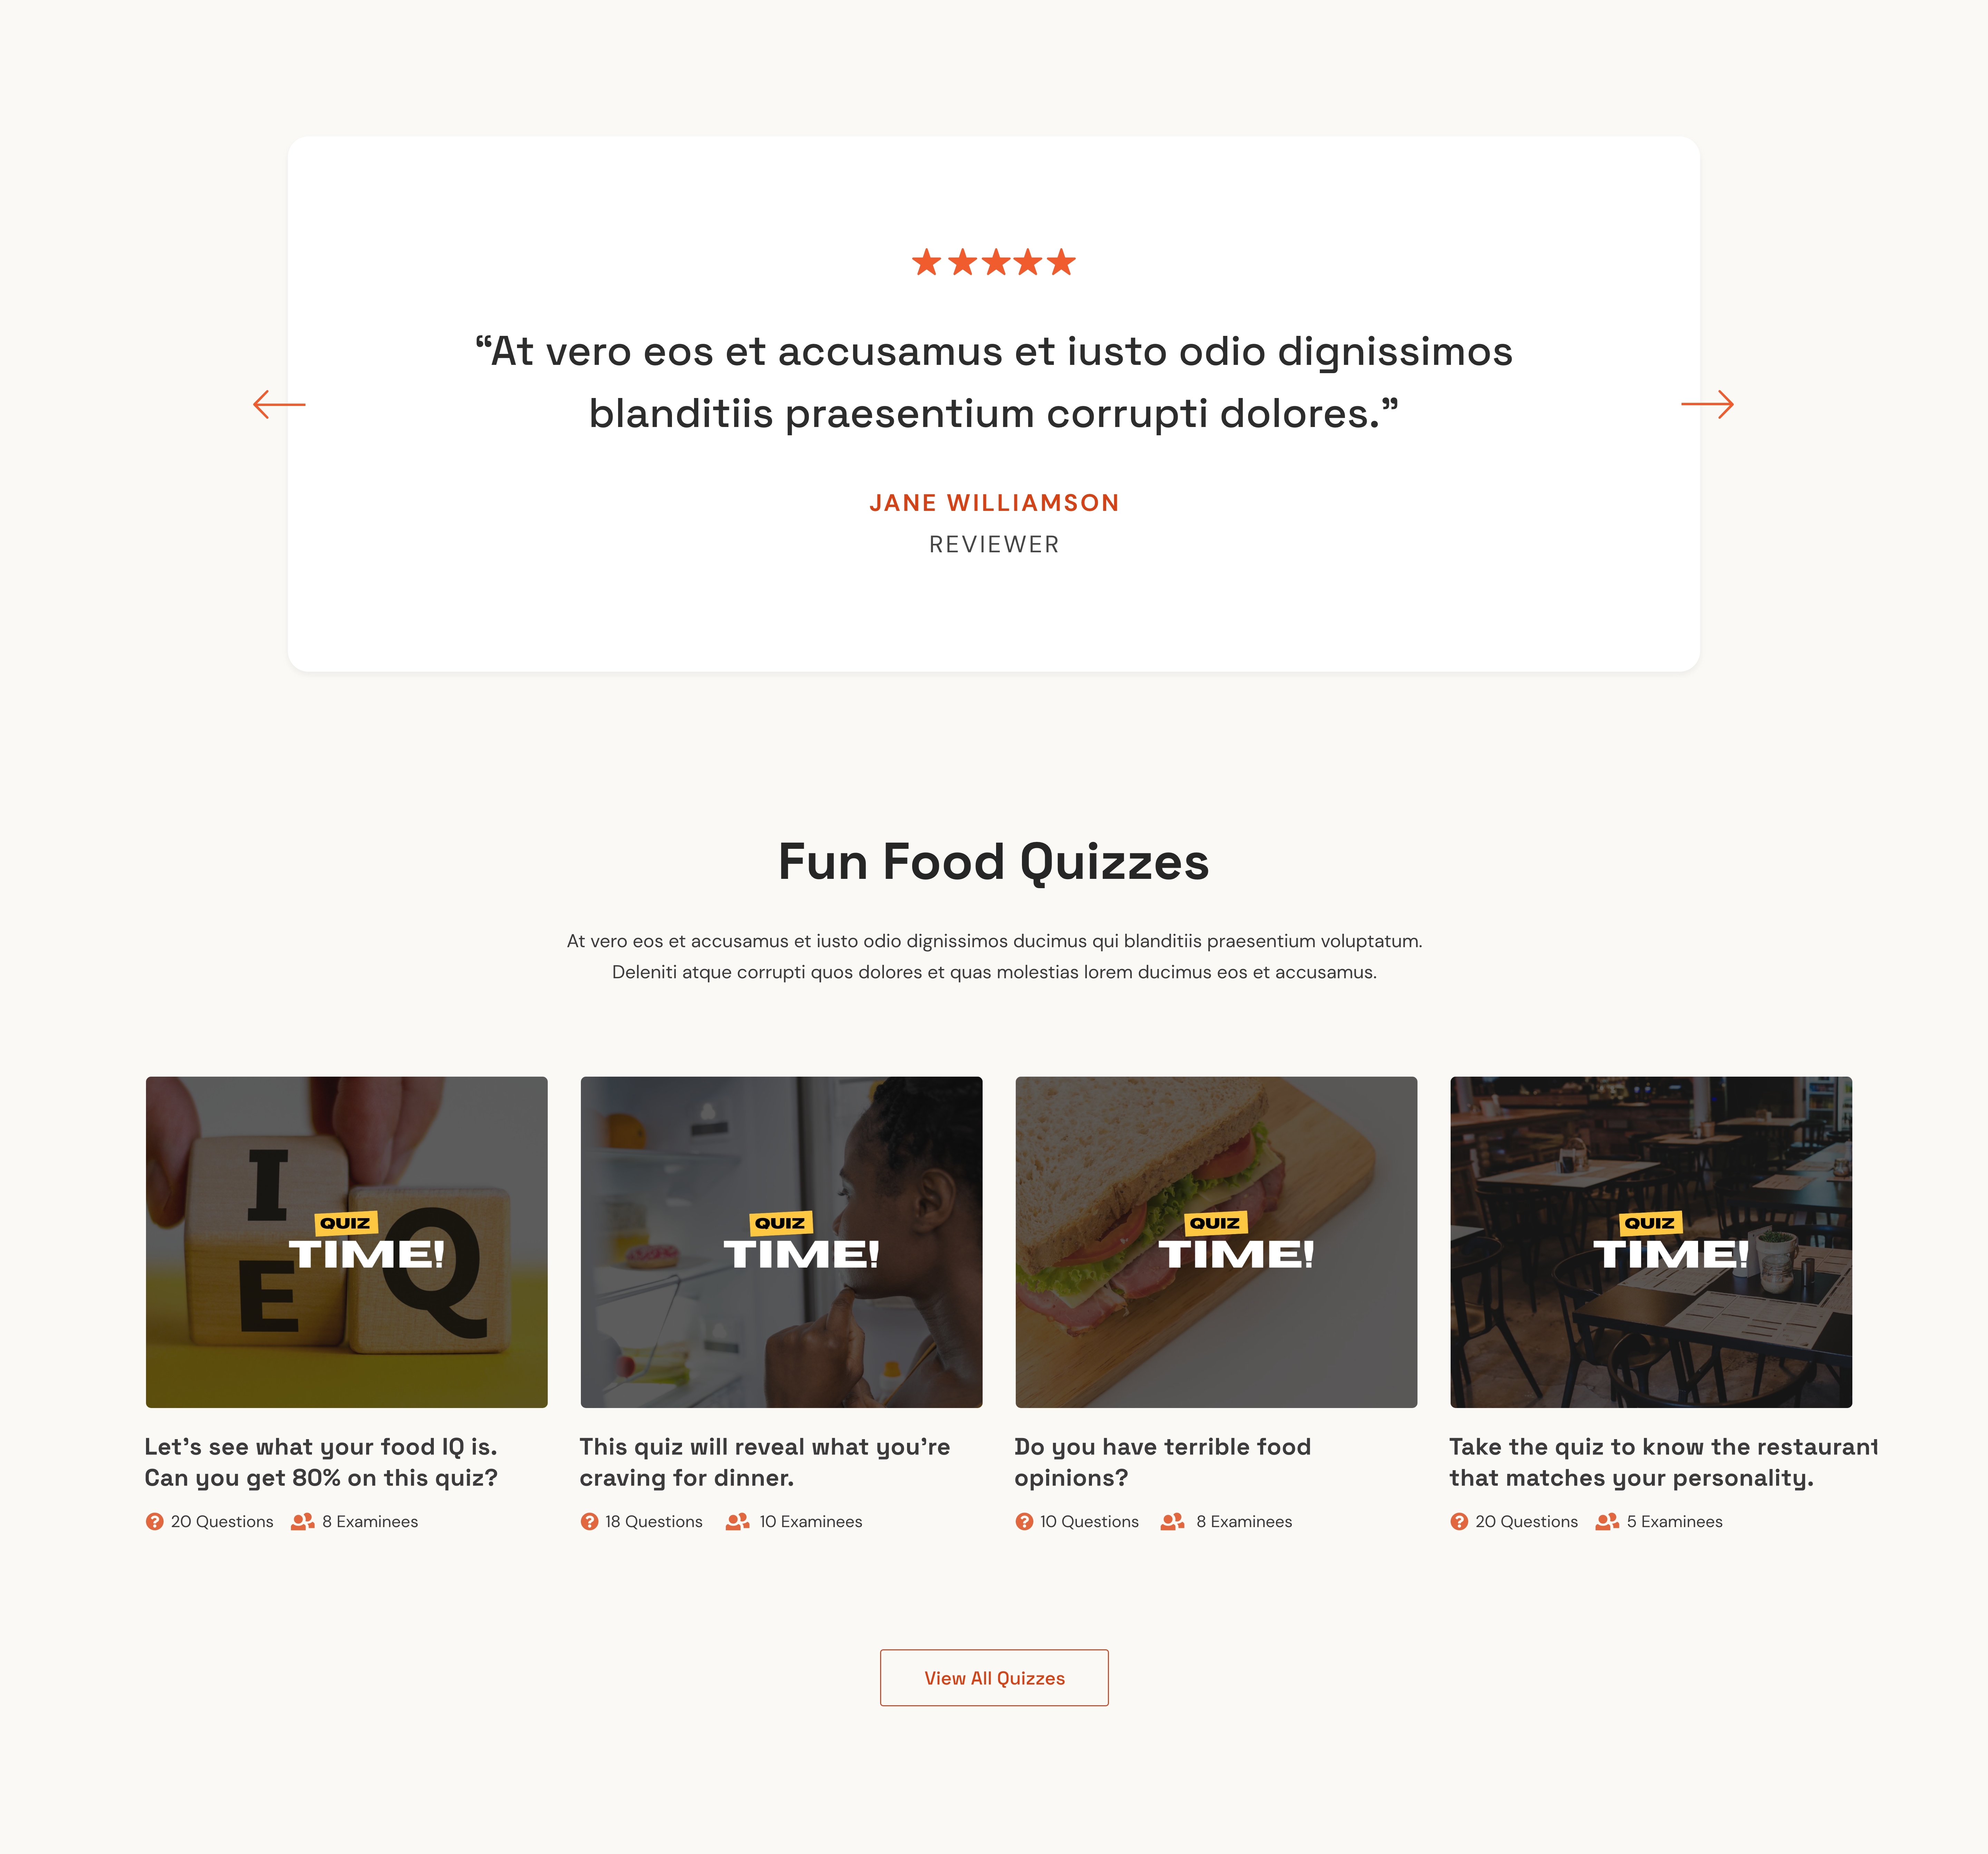 “At vero eos et accusamus et iusto odio dignissimos
blanditiis praesentium corrupti dolores.”
JANE WILLIAMSON
REVIEWER
Fun Food Quizzes
At vero eos et accusamus et iusto odio dignissimos ducimus qui blanditiis praesentium voluptatum.
Deleniti atque corrupti quos dolores et quas molestias lorem ducimus eos et accusamus.
I
E
Q
QUIZ
TIME!
Let’s see what your food IQ is.
Can you get 80% on this quiz?
20 Questions 8 Examinees
QUIZ
TIME!
This quiz will reveal what you’re
craving for dinner.
18 Questions 10 Examinees
QUIZ
TIME!
Do you have terrible food
opinions?
10 Questions 8 Examinees
QUIZ
TIME!
Take the quiz to know the restaurant
that matches your personality.
20 Questions 5 Examinees
View All Quizzes